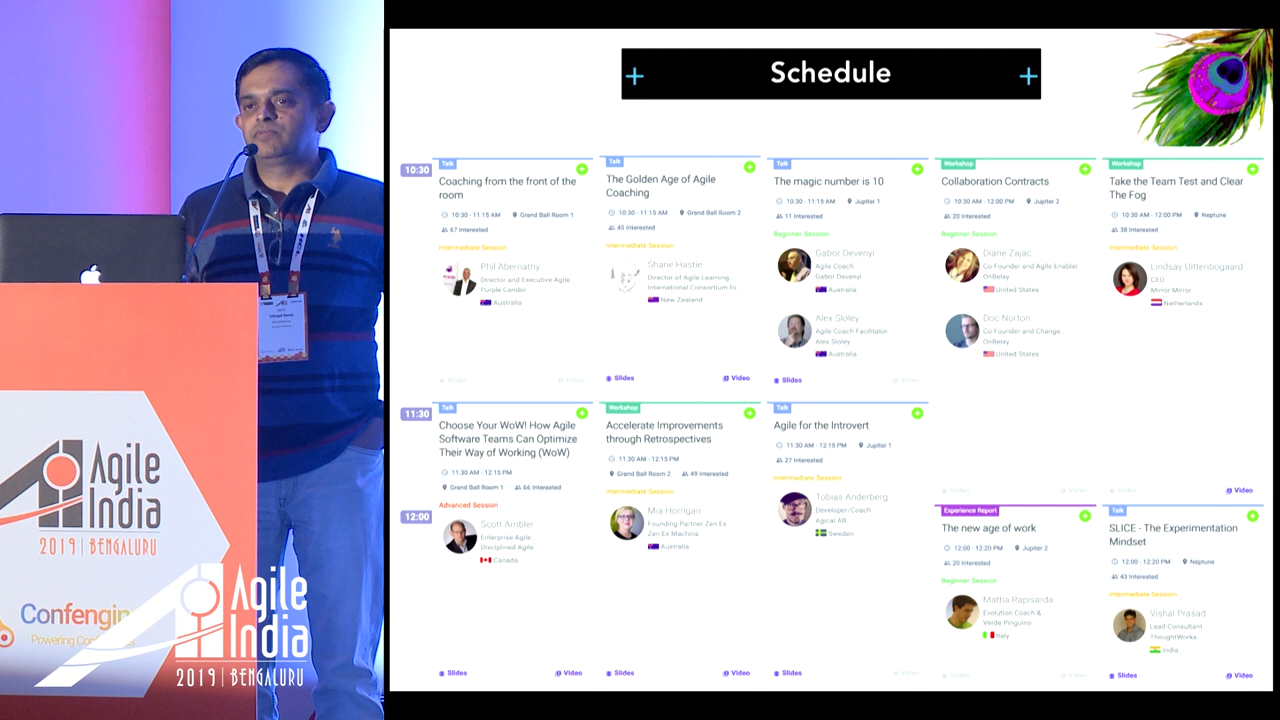 Schedule
10:30
Talk
Coaching from the front of the
room
10:30 - 11:15 AM Grand Ball Room 1
67 Interested
Intermediate Session
Phil Abernathy
Director and Executive Agile
Purple Candor
Australia
Slides Video
Talk
The Golden Age of Agile
Coaching
10:30 - 11:15 AM Grand Ball Room 2
45 Interested
Intermediate Session
Shane Hastie
Director of Agile Learning
International Consortium fo
New Zealand
Slides Video
Talk
The magic number is 10
10:30 - 11:15 AM Jupiter 1
11 Interested
Beginner Session
Gabor Devenyi
Agile Coach
Gabor Devenyi
Australia
Alex Sloley
Agile Coach Facilitator
Alex Sloley
Australia
Slides Video
Workshop
Collaboration Contracts
10:30 AM - 12:00 PM Jupiter 2
20 Interested
Beginner Session
Diane Zajac
Co Founder and Agile Enabler
OnBelay
United States
Doc Norton
Co Founder and Change
OnBelay
United States
Slides Video
Workshop
Take the Team Test and Clear
The Fog
10:30 AM - 12:00 PM Neptune
38 Interested
Intermediate Session
Lindsay Uittenbogaard
CEO
Mirror Mirror
Netherlands
Slides Video
11:30
Talk
Choose Your WoW! How Agile
Software Teams Can Optimize
Their Way of Working (WoW)
11:30 AM - 12:15 PM
Grand Ball Room 1 66 Interested
Advanced Session
Scott Ambler
Enterprise Agile
Disciplined Agile
Canada
Slides Video
Workshop
Accelerate Improvements
through Retrospectives
11:30 AM - 12:15 PM
Grand Ball Room 2 49 Interested
Intermediate Session
Mia Horrigan
Founding Partner Zen Ex
Zen Ex Machina
Australia
Slides Video
Talk
Agile for the Introvert
11:30 AM - 12:15 PM Jupiter 1
27 Interested
Intermediate Session
Tobias Anderberg
Developer/Coach
Agical AB
Sweden
Slides Video
12:00
Experience Report
The new age of work
12:00 - 12:20 PM Jupiter 2
20 Interested
Beginner Session
Mattia Rapisarda
Evolution Coach &
Verde Pinguino
Italy
Slides Video
Talk
SLICE - The Experimentation
Mindset
12:00 - 12:20 PM Neptune
43 Interested
Intermediate Session
Vishal Prasad
Lead Consultant
ThoughtWorks
India
Slides Video
Agile
India
2019 | BENGALURU
Confengin
Powering Con
Agile
India
2019 | BENGALURU